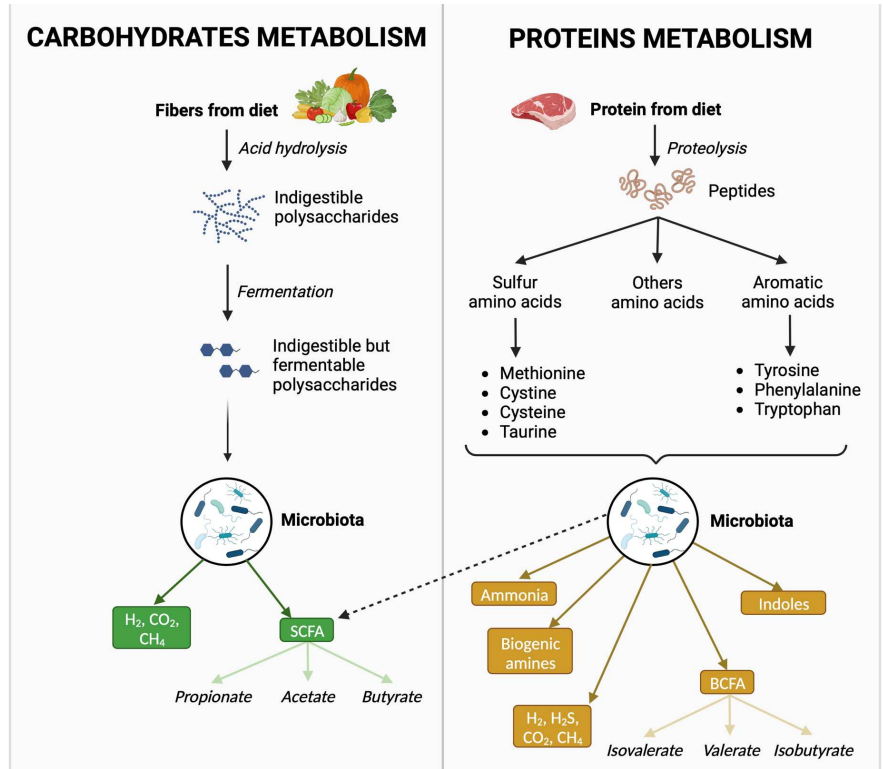 CARBOHYDRATES METABOLISM
Fibers from diet
Acid hydrolysis
Indigestible
polysaccharides
Fermentation
Indigestible but
fermentable
polysaccharides
Microbiota
H₂, CO₂,
CH₄
SCFA
Propionate
Acetate
Butyrate
PROTEINS METABOLISM
Protein from diet
Proteolysis
Peptides
Sulfur
amino acids
Others
amino acids
Aromatic
amino acids
• Methionine
• Cystine
• Cysteine
• Taurine
• Tyrosine
• Phenylalanine
• Tryptophan
Microbiota
Ammonia
Indoles
Biogenic
amines
H₂, H₂S,
CO₂, CH₄
BCFA
Isovalerate
Valerate
Isobutyrate